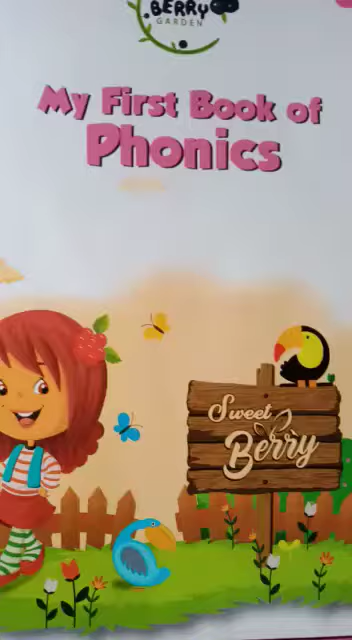 BERRY
GARDEN
My First Book of
Phonics
Sweet
Berry